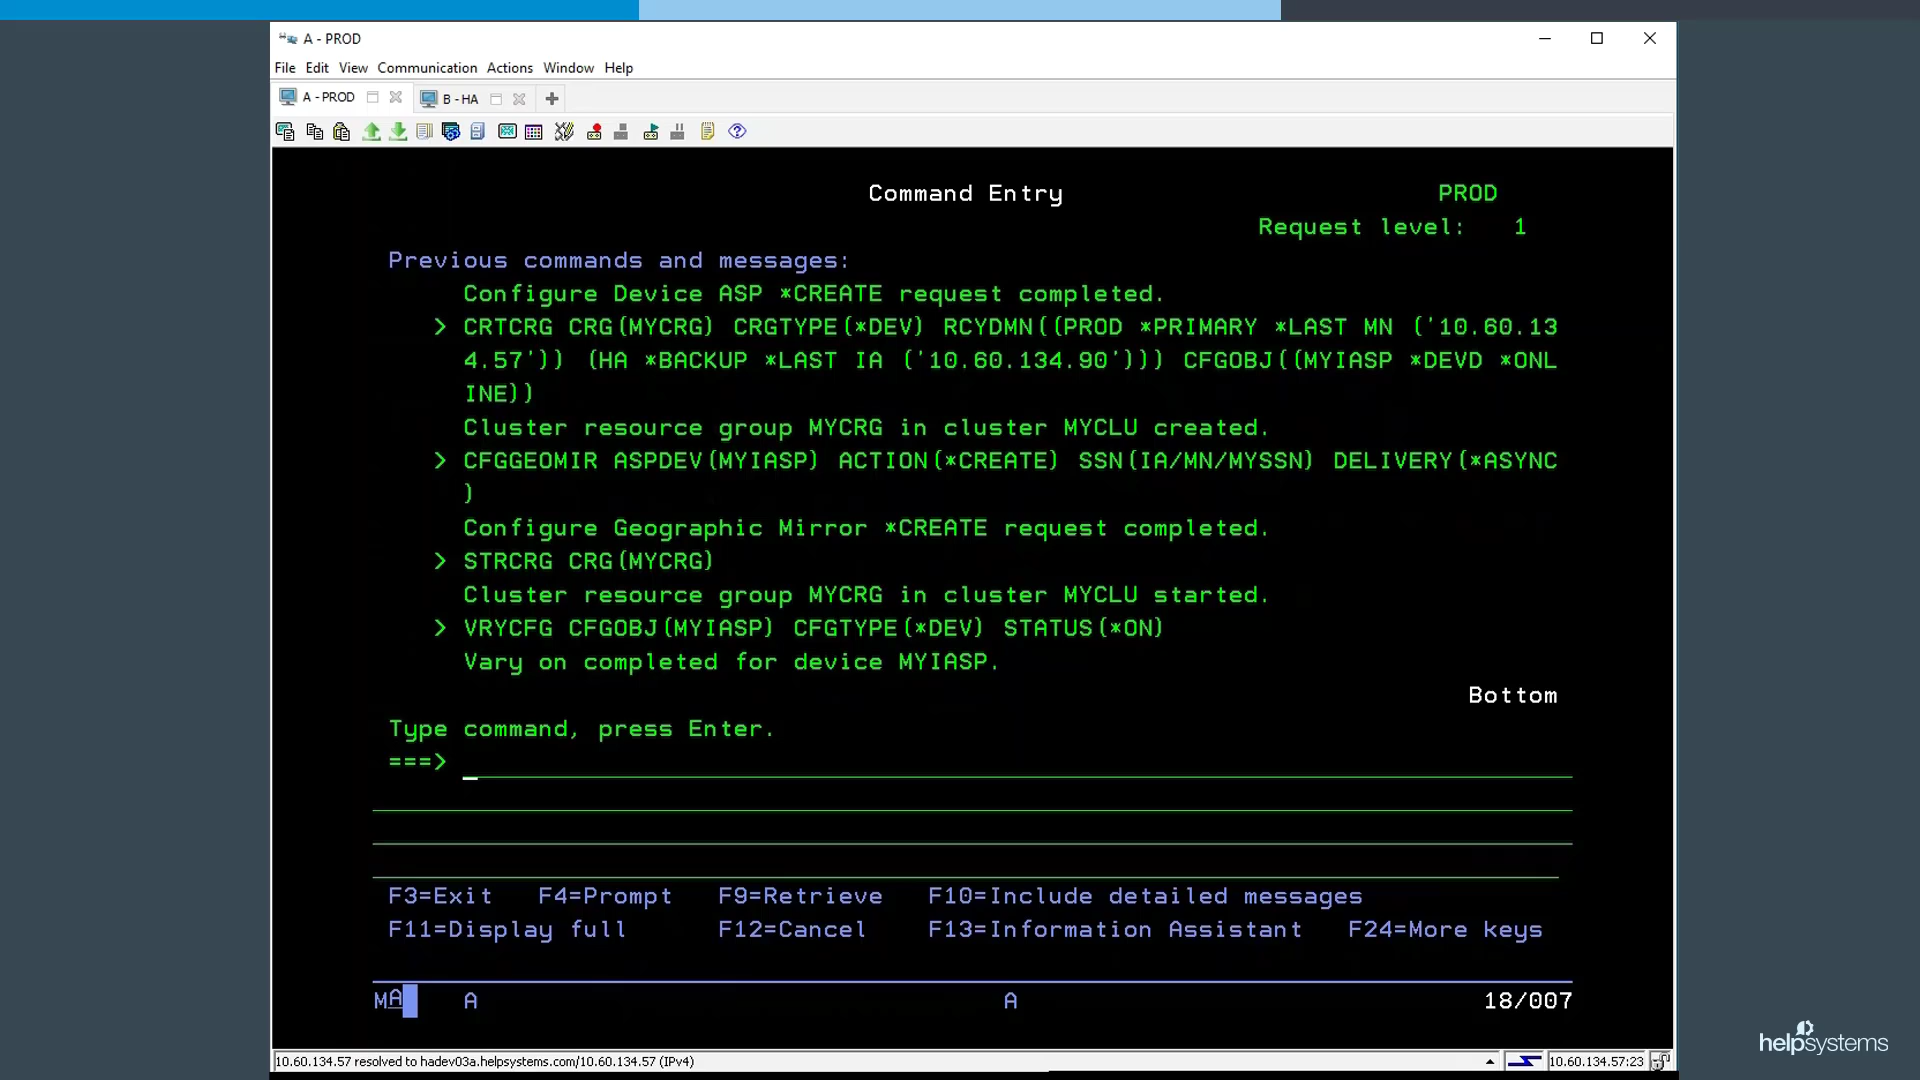 A - PROD
File Edit View Communication Actions Window Help
A - PROD B - HA
Command Entry PROD
Request level: 1
Previous commands and messages:
Configure Device ASP *CREATE request completed.
> CRTCRG CRG(MYCRG) CRGTYPE(*DEV) RCYDMN((PROD *PRIMARY *LAST MN ('10.60.13
4.57')) (HA *BACKUP *LAST IA ('10.60.134.90'))) CFGOBJ((MYIASP *DEVD *ONL
INE))
Cluster resource group MYCRG in cluster MYCLU created.
> CFGGEOMIR ASPDEV(MYIASP) ACTION(*CREATE) SSN(IA/MN/MYSSN) DELIVERY(*ASYNC
)
Configure Geographic Mirror *CREATE request completed.
> STRCRG CRG(MYCRG)
Cluster resource group MYCRG in cluster MYCLU started.
> VRYCFG CFGOBJ(MYIASP) CFGTYPE(*DEV) STATUS(*ON)
Vary on completed for device MYIASP.
Bottom
Type command, press Enter.
===>
F3=Exit F4=Prompt F9=Retrieve F10=Include detailed messages
F11=Display full F12=Cancel F13=Information Assistant F24=More keys
MA A A 18/007
10.60.134.57 resolved to hadev03a.helpsystems.com/10.60.134.57 (IPv4) 10.60.134.57:23
helpsystems